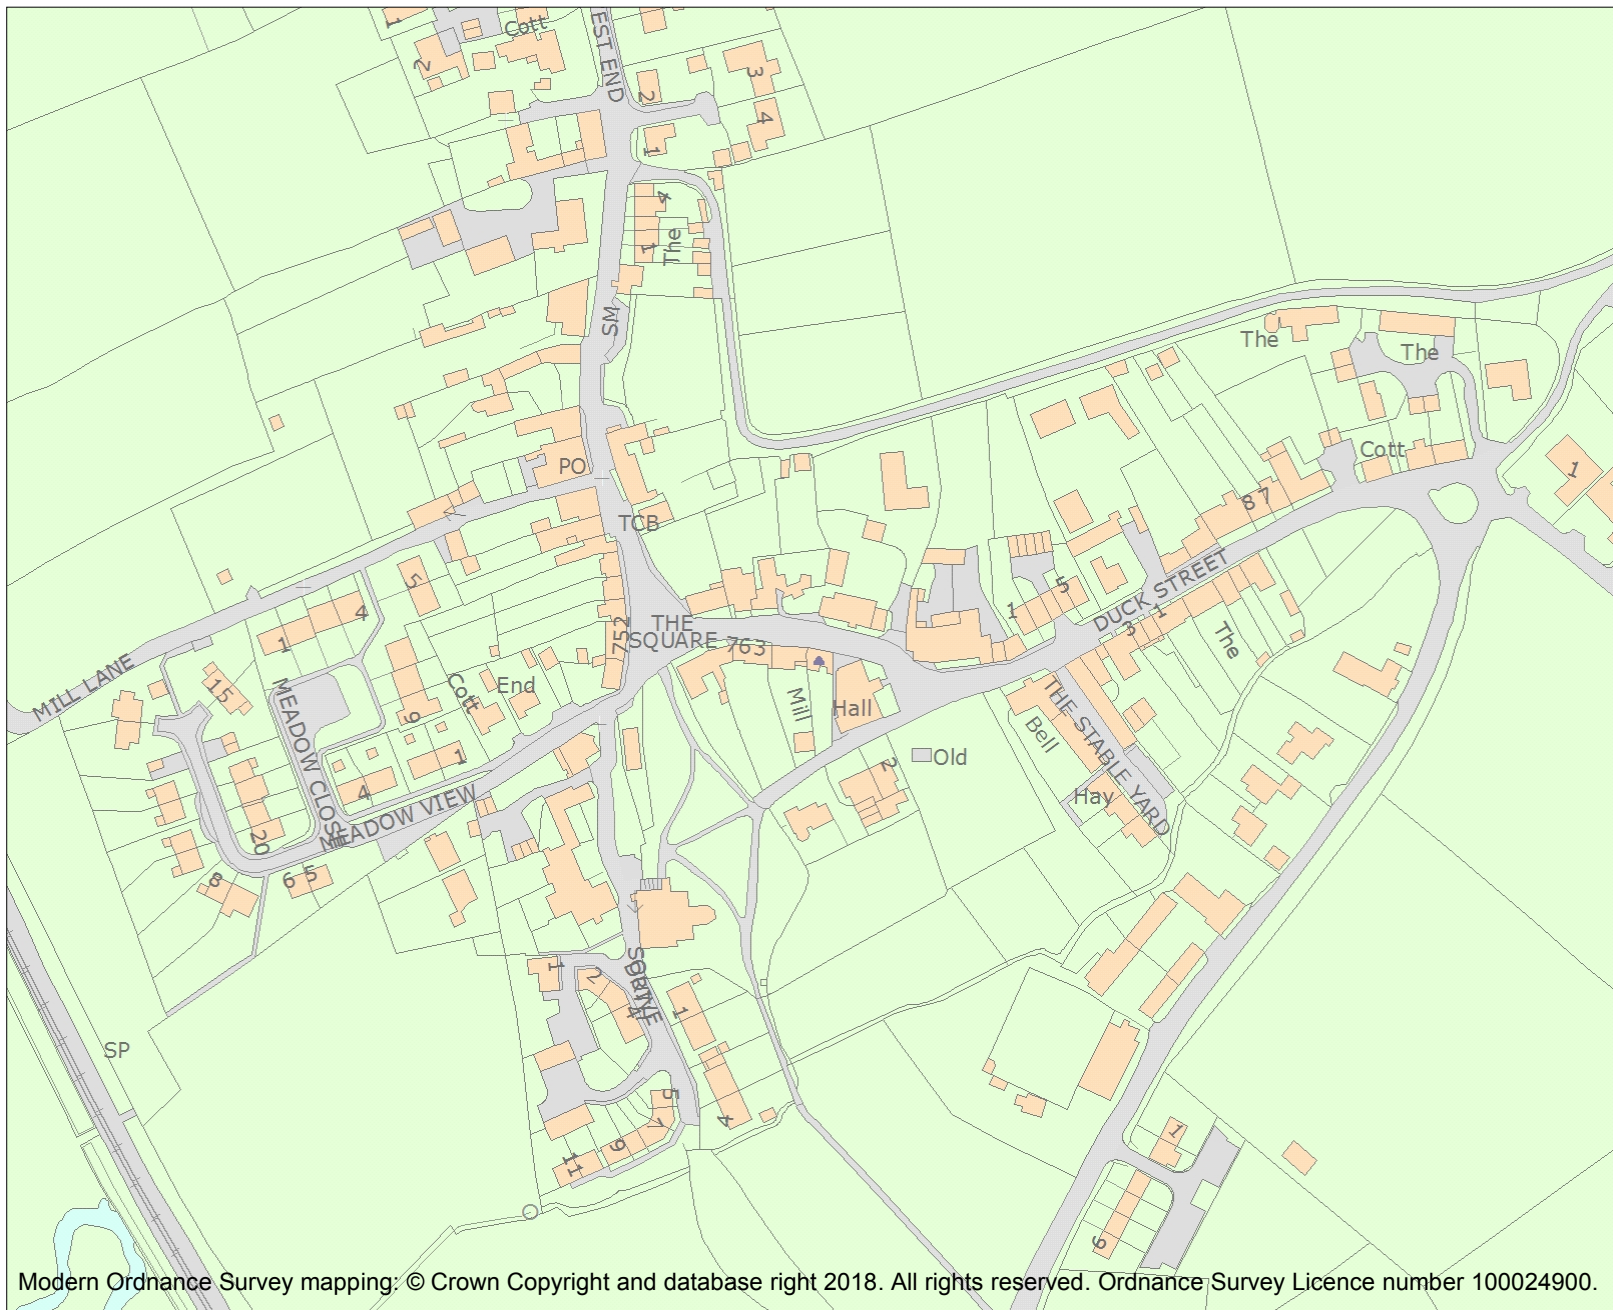 1
Cott
2
EST END
3
2
4
1
4
The
1
SM
The
The
PO
Cott
1
8 7
TCB
5
4
5
1
DUCK STREET
1
3
The
THE
SQUARE
752
763
1
MILL LANE
15
MEADOW CLOSE
Cott
End
9
Mill
Hall
THE STABLE YARD
Bell
1
2
Old
4
Hay
MEADOW VIEW
20
6 5
8
1
2
DRIVE
4
1
SP
5
4
7
9
11
1
6
Modern Ordnance Survey mapping: © Crown Copyright and database right 2018. All rights reserved. Ordnance Survey Licence number 100024900.